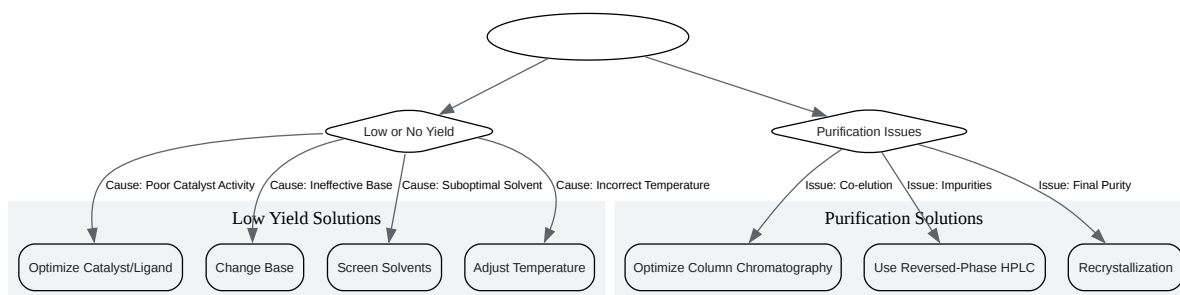 Low or No Yield
Purification Issues
Cause: Poor Catalyst Activity
Cause: Ineffective Base
Cause: Suboptimal Solvent
Cause: Incorrect Temperature
Issue: Co-elution
Issue: Impurities
Issue: Final Purity
Low Yield Solutions
Purification Solutions
Optimize Catalyst/Ligand
Change Base
Screen Solvents
Adjust Temperature
Optimize Column Chromatography
Use Reversed-Phase HPLC
Recrystallization